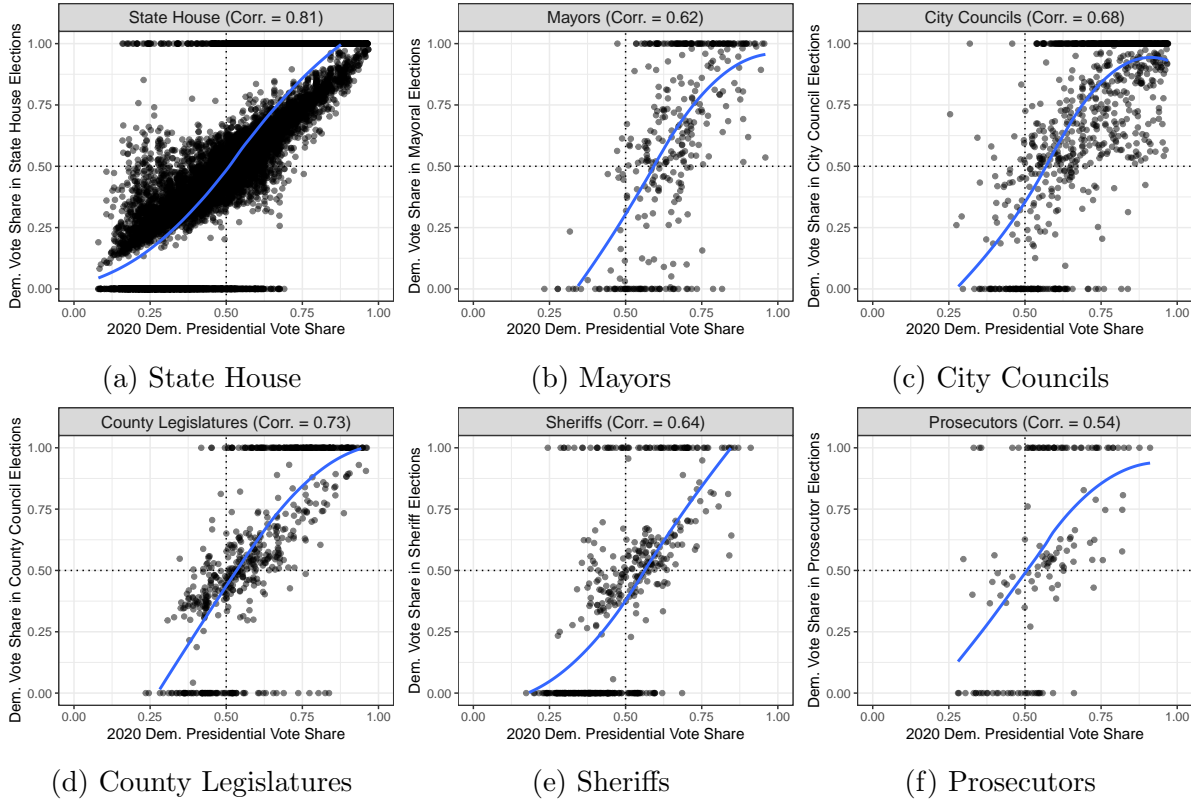 State House (Corr. = 0.81)
Dem. Vote Share in State House Elections
1.00
0.75
0.50
0.25
0.00
0.00 0.25 0.50 0.75 1.00
2020 Dem. Presidential Vote Share
(a) State House
Mayors (Corr. = 0.62)
Dem. Vote Share in Mayoral Elections
1.00
0.75
0.50
0.25
0.00
0.00 0.25 0.50 0.75 1.00
2020 Dem. Presidential Vote Share
(b) Mayors
City Councils (Corr. = 0.68)
Dem. Vote Share in City Council Elections
1.00
0.75
0.50
0.25
0.00
0.00 0.25 0.50 0.75 1.00
2020 Dem. Presidential Vote Share
(c) City Councils
County Legislatures (Corr. = 0.73)
Dem. Vote Share in County Council Elections
1.00
0.75
0.50
0.25
0.00
0.00 0.25 0.50 0.75 1.00
2020 Dem. Presidential Vote Share
(d) County Legislatures
Sheriffs (Corr. = 0.64)
Dem. Vote Share in Sheriff Elections
1.00
0.75
0.50
0.25
0.00
0.00 0.25 0.50 0.75 1.00
2020 Dem. Presidential Vote Share
(e) Sheriffs
Prosecutors (Corr. = 0.54)
Dem. Vote Share in Prosecutor Elections
1.00
0.75
0.50
0.25
0.00
0.00 0.25 0.50 0.75 1.00
2020 Dem. Presidential Vote Share
(f) Prosecutors